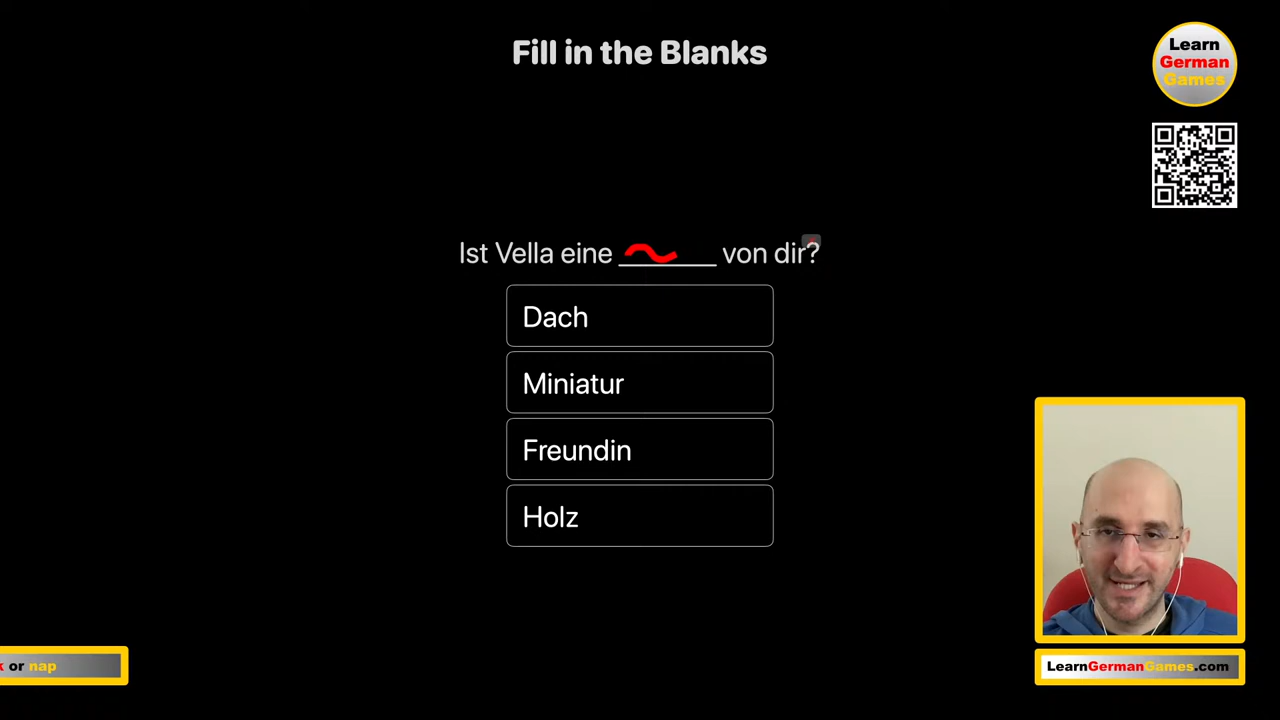 Fill in the Blanks
Learn
German
Games
Ist Vella eine ______ von dir?
Dach
Miniatur
Freundin
Holz
or nap
LearnGermanGames.com